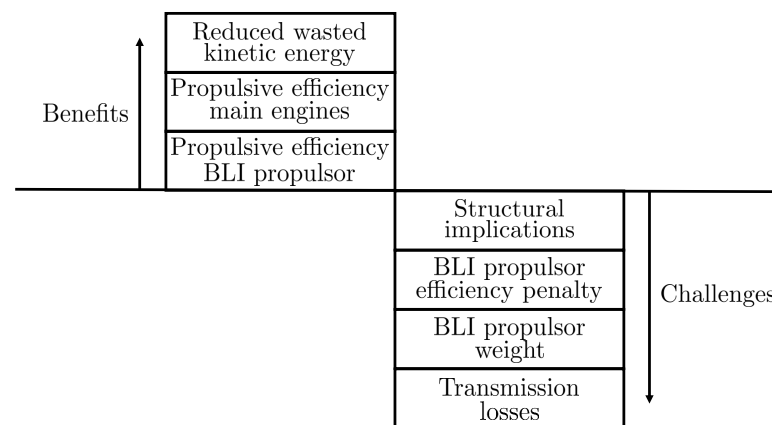 Reduced wasted
kinetic energy
Propulsive efficiency
main engines
Benefits
Propulsive efficiency
BLI propulsor
Structural
implications
BLI propulsor
efficiency penalty
Challenges
BLI propulsor
weight
Transmission
losses